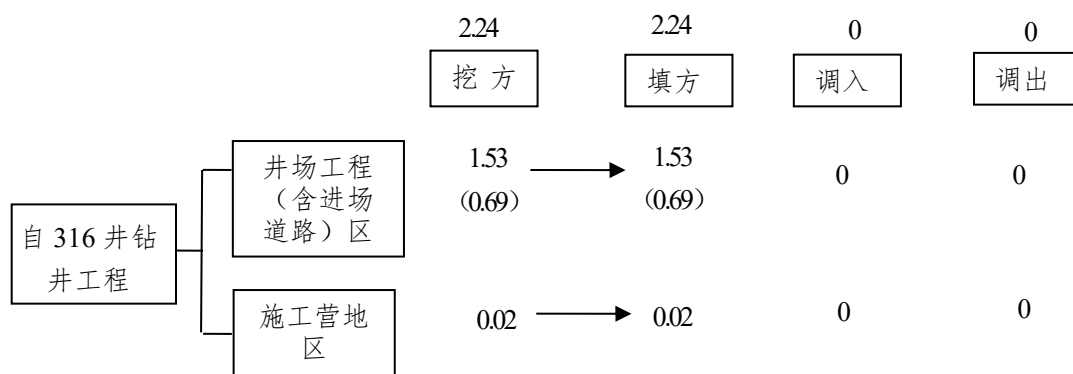 2.24 2.24 0 0
挖 方 填方 调入 调出
井场工程
（含进场
道路）区
1.53 1.53 0 0
（0.69） （0.69）
自 316 井钻
井工程
施工营地
区
0.02 0.02 0 0